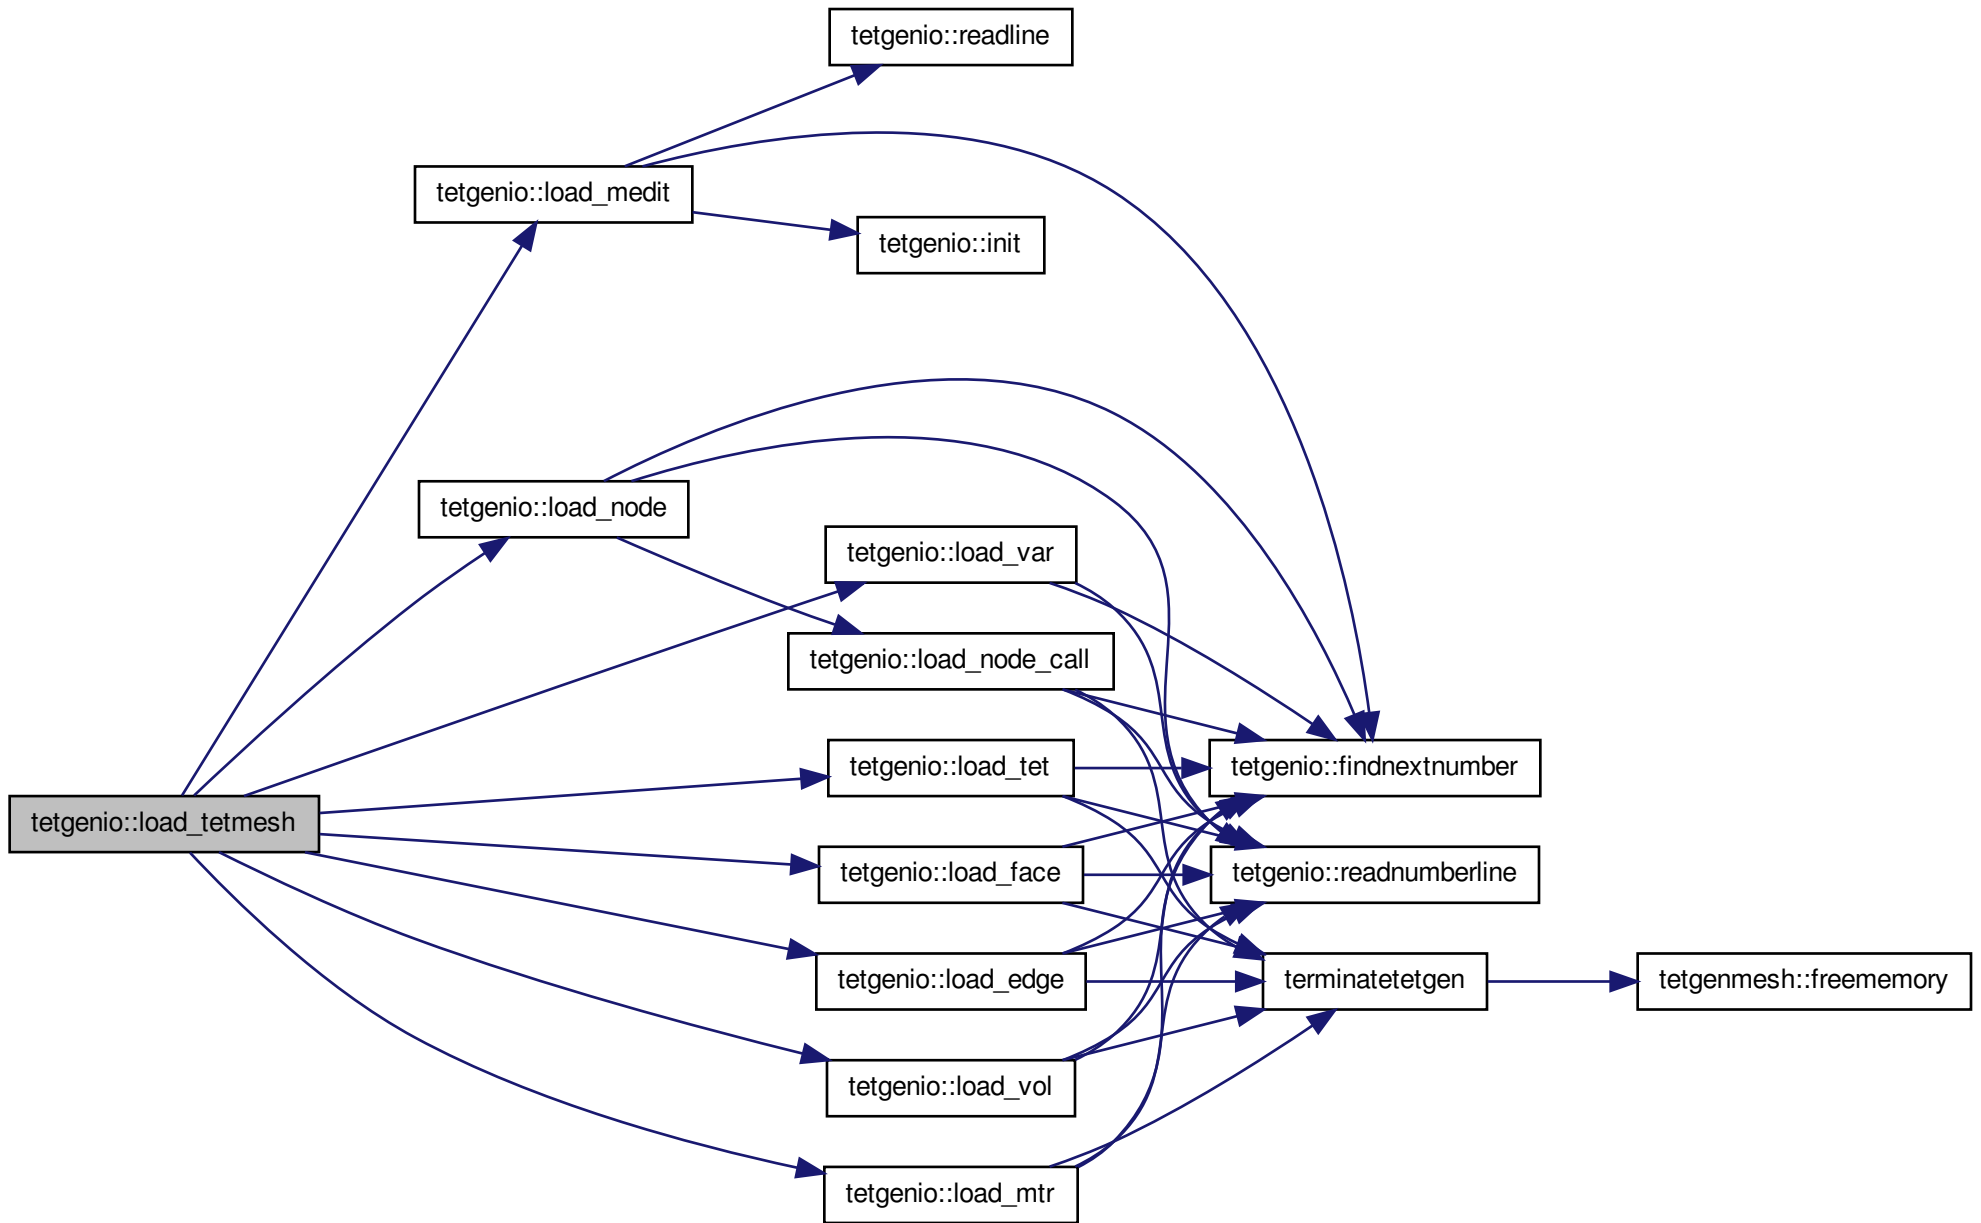 tetgenio::readline
tetgenio::load_medit
tetgenio::init
tetgenio::load_node
tetgenio::load_var
tetgenio::load_node_call
tetgenio::load_tet
tetgenio::findnextnumber
tetgenio::load_tetmesh
tetgenio::load_face
tetgenio::readnumberline
tetgenio::load_edge
terminatetetgen
tetgenmesh::freememory
tetgenio::load_vol
tetgenio::load_mtr